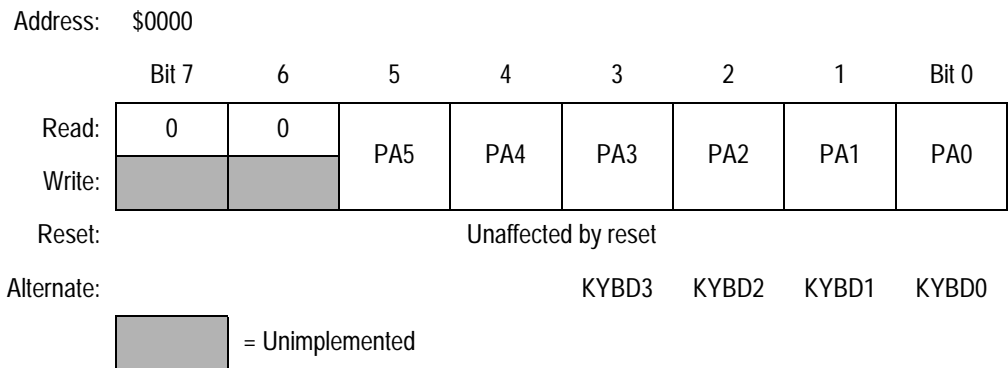 Address: $0000
Bit 7 6 5 4 3 2 1 Bit 0
Read: 0 0 PA5 PA4 PA3 PA2 PA1 PA0
Write:
Reset: Unaffected by reset
Alternate: KYBD3 KYBD2 KYBD1 KYBD0
= Unimplemented